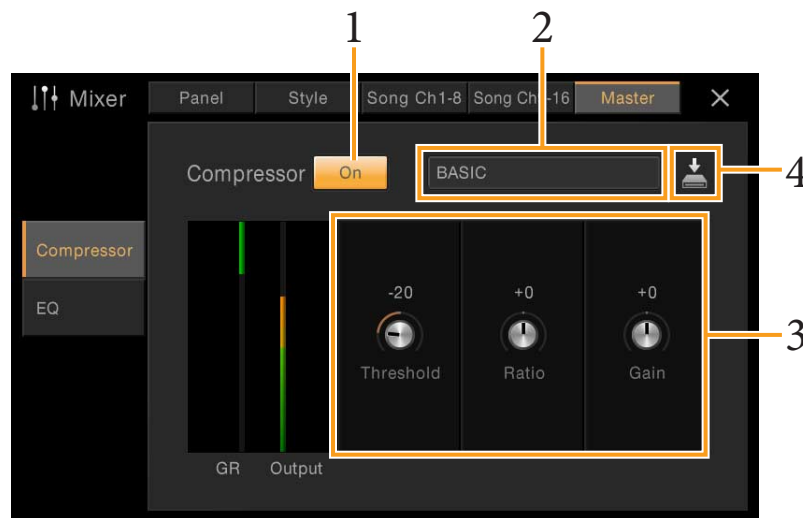 1 2
Mixer Panel Style Song Ch1-8 Song Ch9-16 Master
Compressor On BASIC 4
Compressor
EQ
-20 +0 +0
3
Threshold Ratio Gain
GR Output